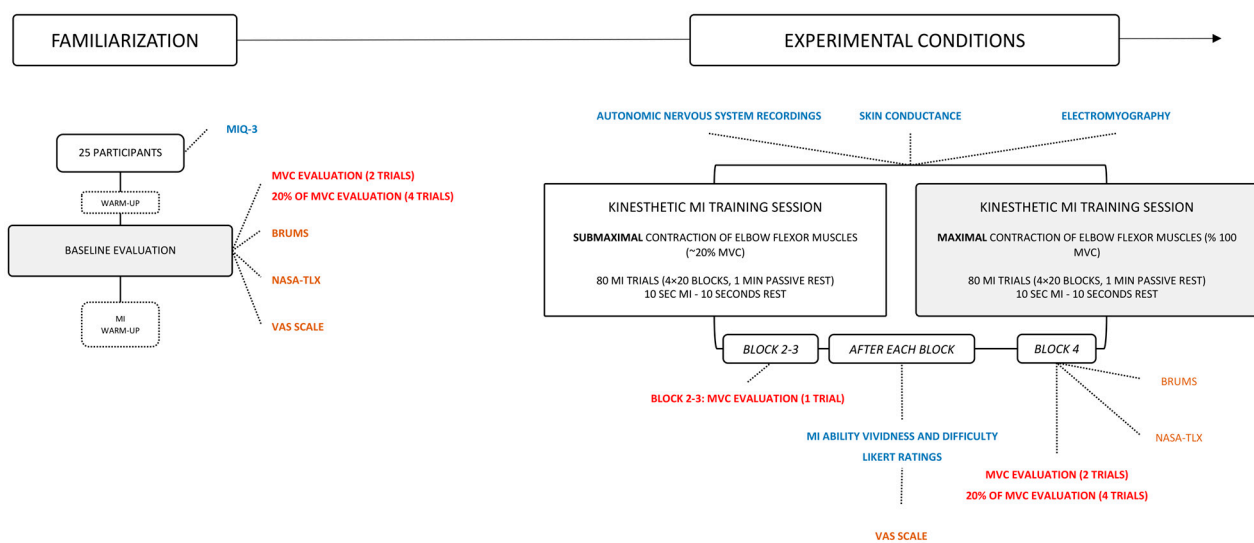 FAMILIARIZATION
EXPERIMENTAL CONDITIONS
MIQ-3
25 PARTICIPANTS
WARM-UP
BASELINE EVALUATION
MI
WARM-UP
MVC EVALUATION (2 TRIALS)
20% OF MVC EVALUATION (4 TRIALS)
BRUMS
NASA-TLX
VAS SCALE
AUTONOMIC NERVOUS SYSTEM RECORDINGS
SKIN CONDUCTANCE
ELECTROMYOGRAPHY
KINESTHETIC MI TRAINING SESSION
SUBMAXIMAL CONTRACTION OF ELBOW FLEXOR MUSCLES
(~20% MVC)
80 MI TRIALS (4×20 BLOCKS, 1 MIN PASSIVE REST)
10 SEC MI - 10 SECONDS REST
KINESTHETIC MI TRAINING SESSION
MAXIMAL CONTRACTION OF ELBOW FLEXOR MUSCLES (% 100
MVC)
80 MI TRIALS (4×20 BLOCKS, 1 MIN PASSIVE REST)
10 SEC MI - 10 SECONDS REST
BLOCK 2-3
AFTER EACH BLOCK
BLOCK 4
BLOCK 2-3: MVC EVALUATION (1 TRIAL)
MI ABILITY VIVIDNESS AND DIFFICULTY
LIKERT RATINGS
VAS SCALE
BRUMS
NASA-TLX
MVC EVALUATION (2 TRIALS)
20% OF MVC EVALUATION (4 TRIALS)